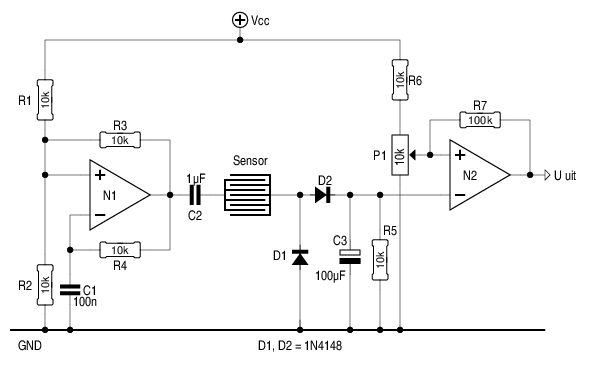 Vcc
R1
10k
R3
10k
N1
+
−
R4
10k
R2
10k
C1
100n
1µF
C2
Sensor
D1
D2
C3
100µF
R5
10k
R6
10k
P1
10k
R7
100k
N2
+
−
U uit
GND
D1, D2 = 1N4148